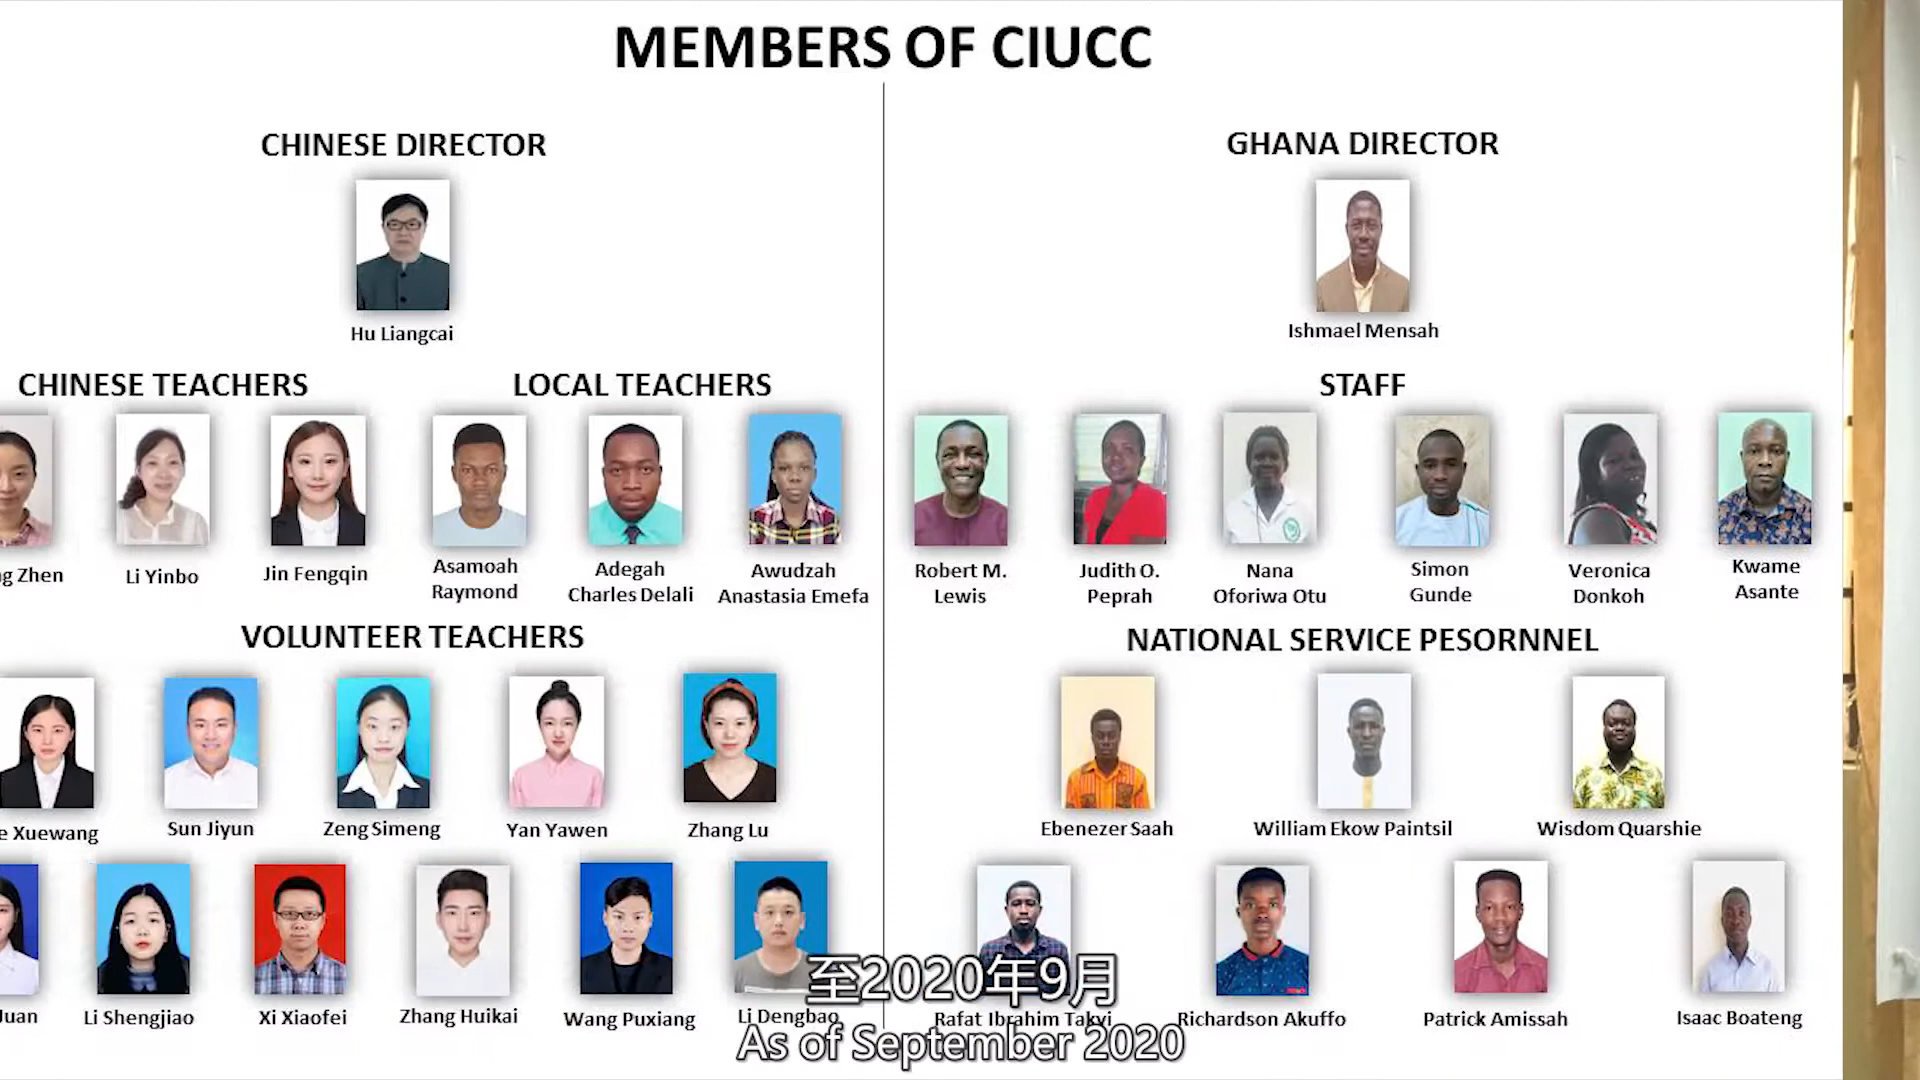 MEMBERS OF CIUCC
CHINESE DIRECTOR
GHANA DIRECTOR
Hu Liangcai
Ishmael Mensah
CHINESE TEACHERS
LOCAL TEACHERS
STAFF
g Zhen
Li Yinbo
Jin Fengqin
Asamoah
Raymond
Adegah
Charles Delali
Awudzah
Anastasia Emefa
Robert M.
Lewis
Judith O.
Peprah
Nana
Oforiwa Otu
Simon
Gunde
Veronica
Donkoh
Kwame
Asante
VOLUNTEER TEACHERS
NATIONAL SERVICE PESORNNEL
e Xuewang
Sun Jiyun
Zeng Simeng
Yan Yawen
Zhang Lu
Ebenezer Saah
William Ekow Paintsil
Wisdom Quarshie
Juan
Li Shengjiao
Xi Xiaofei
Zhang Huikai
Wang Puxiang
Li Dengbao
Rafat Ibrahim Takyi
Richardson Akuffo
Patrick Amissah
Isaac Boateng
至2020年9月
As of September 2020